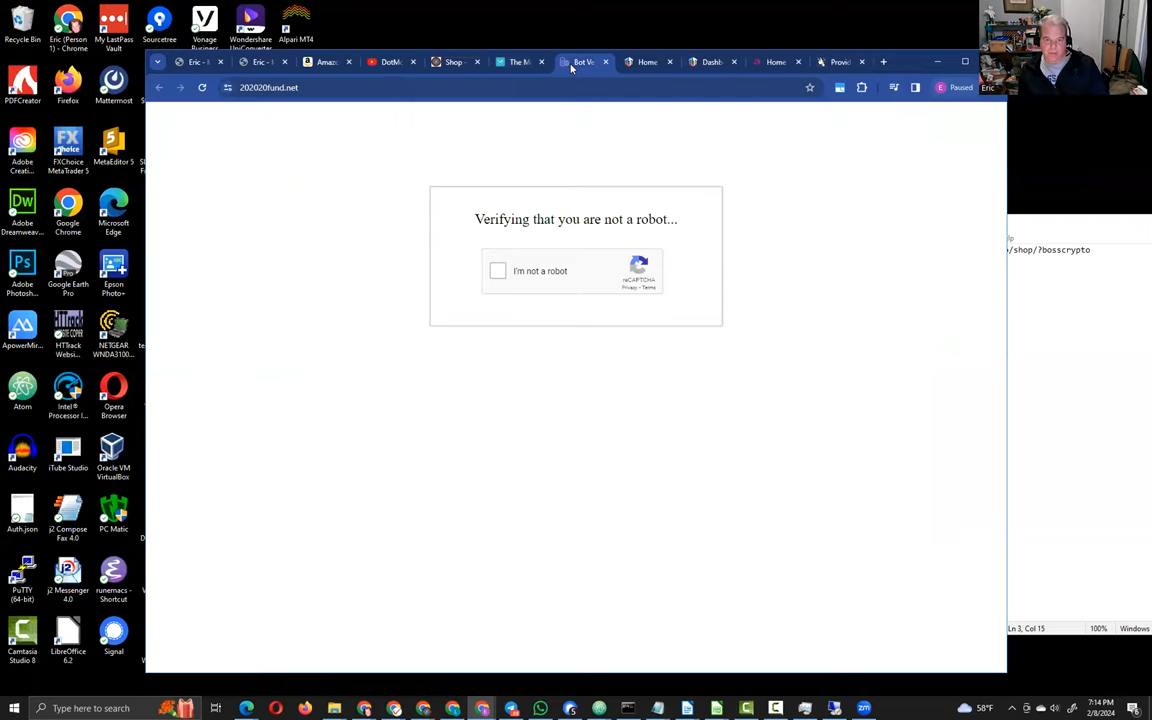 Recycle Bin
Eric (Person 1) - Chrome
My LastPass Vault
Sourcetree
Vonage Business
Wondershare UniConverter
Alpari MT4
PDFCreator
Firefox
Mattermost
Adobe Creati...
FXChoice MetaTrader 5
MetaEditor 5
Adobe Dreamweav...
Google Chrome
Microsoft Edge
Adobe Photosh...
Google Earth Pro
Epson Photo+
ApowerMir...
HTTrack Websi...
NETGEAR WNDA3100...
Atom
Intel® Processor I...
Opera Browser
Audacity
iTube Studio
Oracle VM VirtualBox
Auth.json
j2 Compose Fax 4.0
PC Matic
PuTTY (64-bit)
j2 Messenger 4.0
runemacs - Shortcut
Camtasia Studio 8
LibreOffice 6.2
Signal
Eric -
Eric -
Amazo
DotMo
Shop -
The M
Bot Ve
Home
Dashb
Home
Provid
202020fund.net
E Paused
Eric
Verifying that you are not a robot...
I'm not a robot
reCAPTCHA
Privacy - Terms
/shop/?bosscrypto
Ln 3, Col 15
100%
Windows
Type here to search
58°F
7:14 PM
2/8/2024